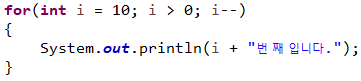 for(int i = 10; i > 0; i--)
{
    System.out.println(i + "번 째 입니다.");
}